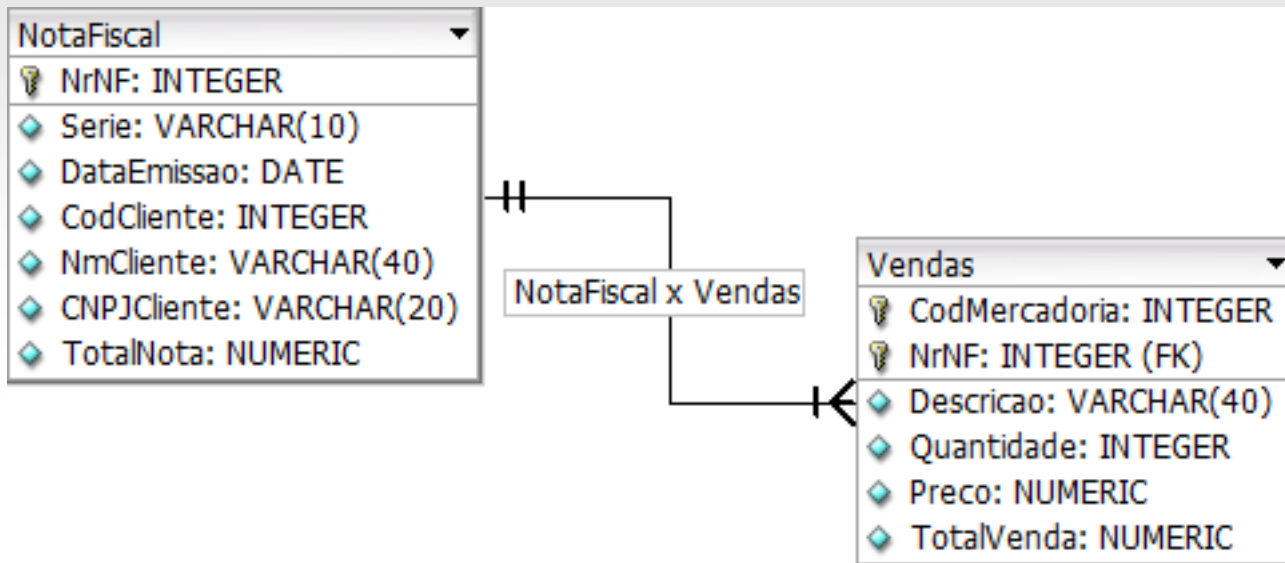 NotaFiscal
NrNF: INTEGER
Serie: VARCHAR(10)
DataEmissao: DATE
CodCliente: INTEGER
NmCliente: VARCHAR(40)
CNPJCliente: VARCHAR(20)
TotalNota: NUMERIC
NotaFiscal x Vendas
Vendas
CodMercadoria: INTEGER
NrNF: INTEGER (FK)
Descricao: VARCHAR(40)
Quantidade: INTEGER
Preco: NUMERIC
TotalVenda: NUMERIC